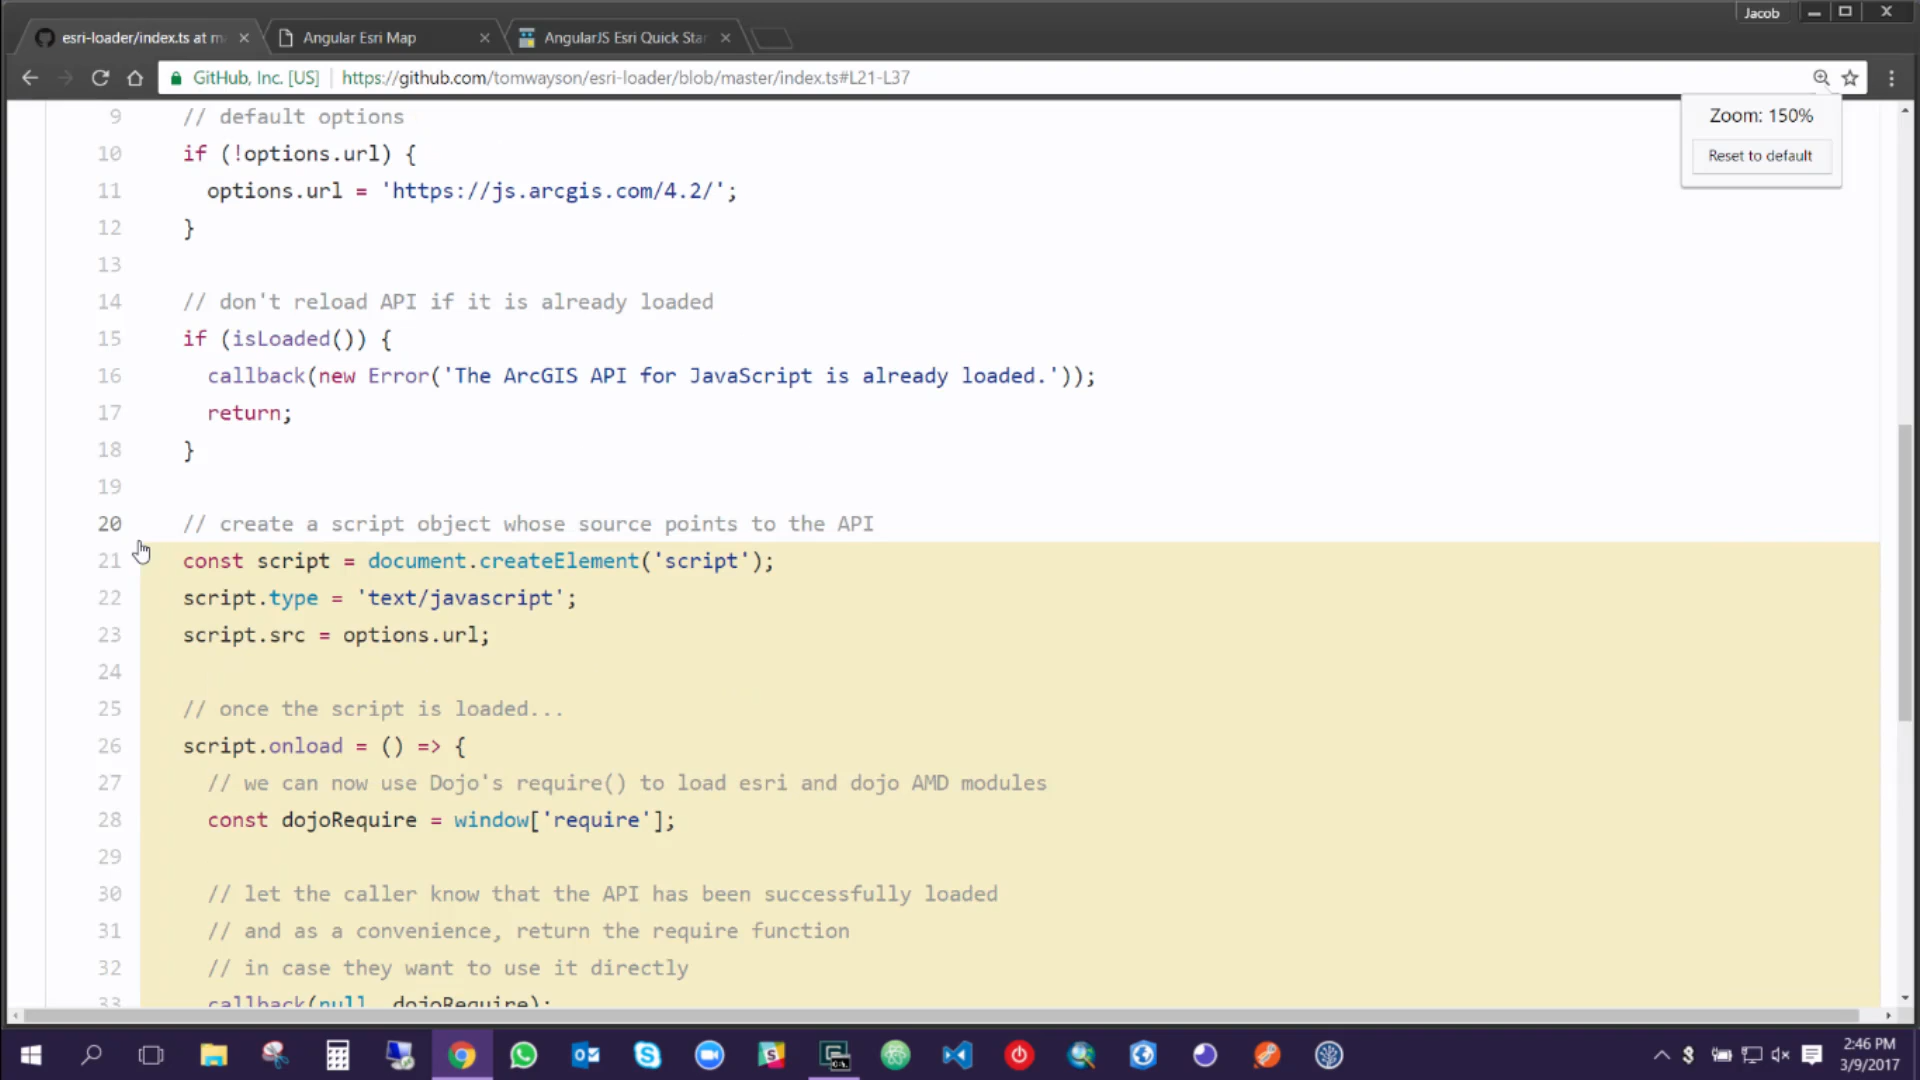 Jacob
esri-loader/index.ts at m
Angular Esri Map
AngularJS Esri Quick Star
GitHub, Inc. [US]
https://github.com/tomwayson/esri-loader/blob/master/index.ts#L21-L37
Zoom: 150%
Reset to default
9 // default options
10 if (!options.url) {
11 options.url = 'https://js.arcgis.com/4.2/';
12 }
13
14 // don't reload API if it is already loaded
15 if (isLoaded()) {
16 callback(new Error('The ArcGIS API for JavaScript is already loaded.'));
17 return;
18 }
19
20 // create a script object whose source points to the API
21 const script = document.createElement('script');
22 script.type = 'text/javascript';
23 script.src = options.url;
24
25 // once the script is loaded...
26 script.onload = () => {
27 // we can now use Dojo's require() to load esri and dojo AMD modules
28 const dojoRequire = window['require'];
29
30 // let the caller know that the API has been successfully loaded
31 // and as a convenience, return the require function
32 // in case they want to use it directly
33 callback(null, dojoRequire);
2:46 PM
3/9/2017